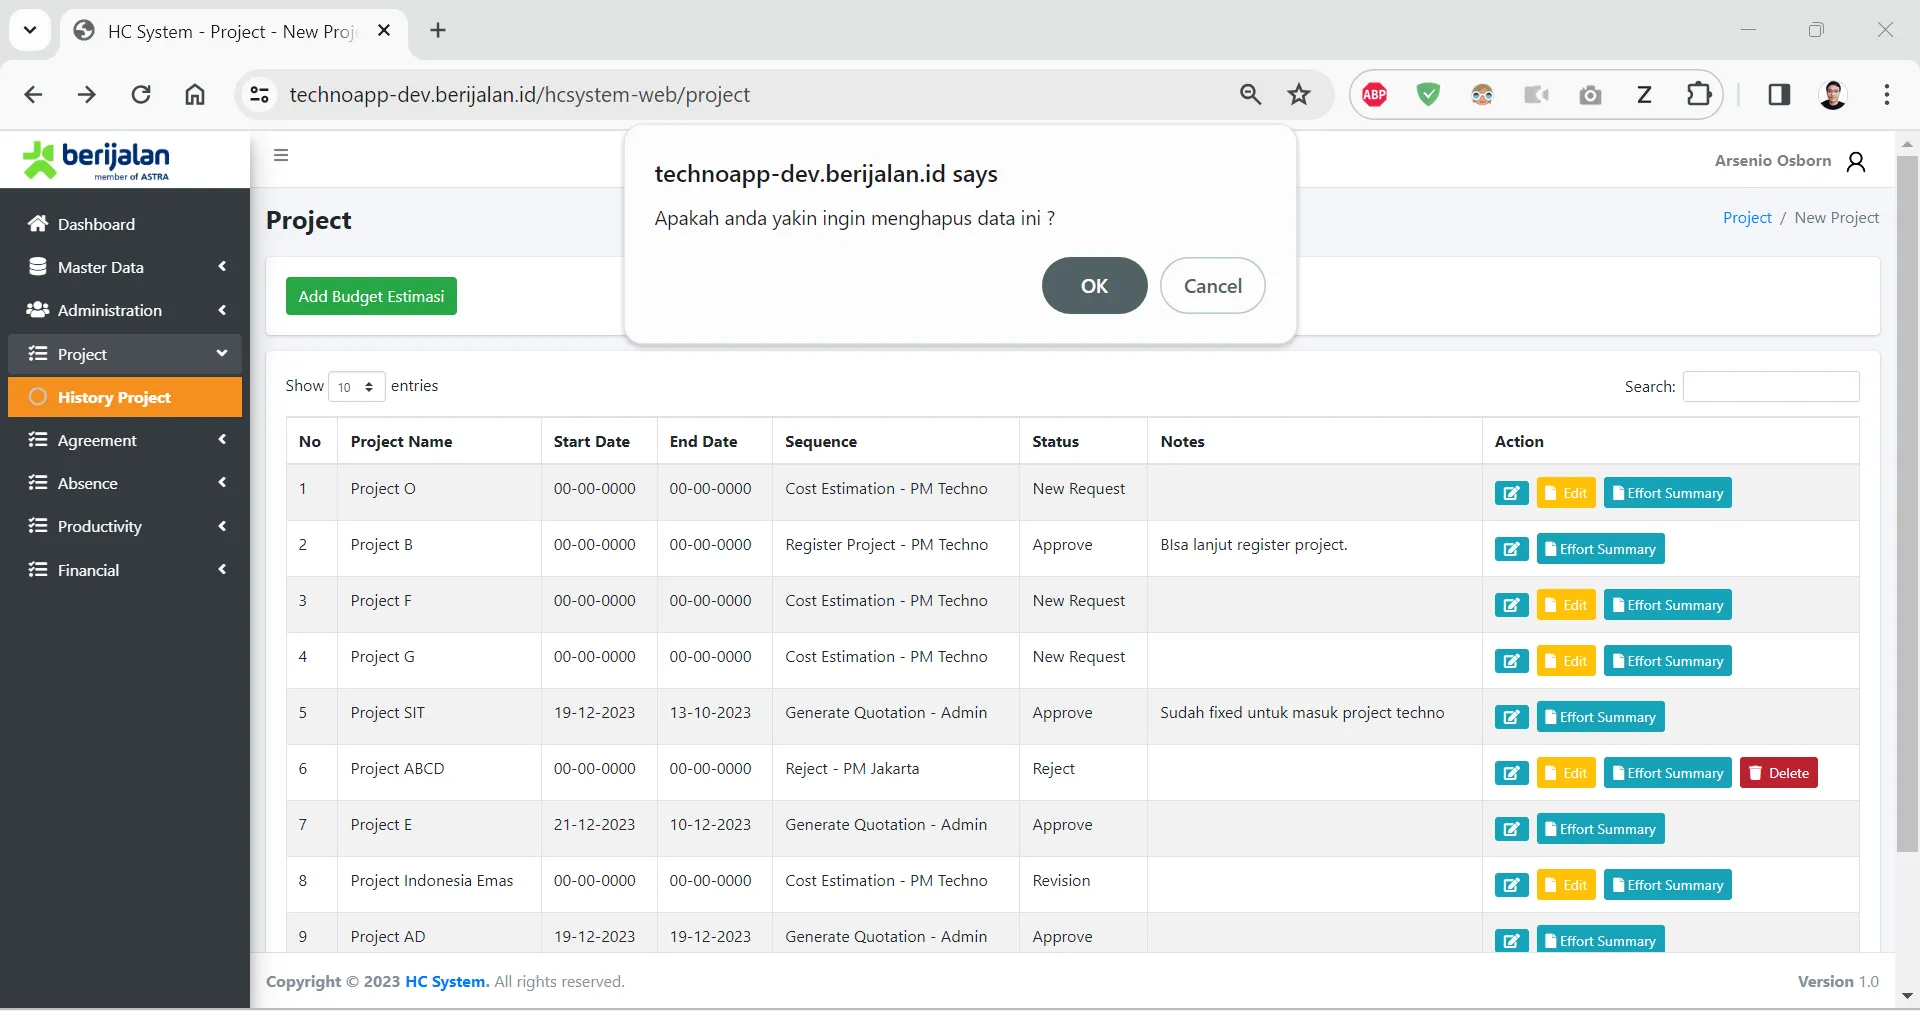 HC System - Project - New Proj
technoapp-dev.berijalan.id/hcsystem-web/project
ABP
Z
berijalan
member of ASTRA
Arsenio Osborn
technoapp-dev.berijalan.id says
Apakah anda yakin ingin menghapus data ini ?
OK Cancel
Dashboard
Master Data
Administration
Project
History Project
Agreement
Absence
Productivity
Financial
Project
Project / New Project
Add Budget Estimasi
Show 10 entries
Search:
No Project Name Start Date End Date Sequence Status Notes Action
1 Project O 00-00-0000 00-00-0000 Cost Estimation - PM Techno New Request Edit Effort Summary
2 Project B 00-00-0000 00-00-0000 Register Project - PM Techno Approve BIsa lanjut register project. Effort Summary
3 Project F 00-00-0000 00-00-0000 Cost Estimation - PM Techno New Request Edit Effort Summary
4 Project G 00-00-0000 00-00-0000 Cost Estimation - PM Techno New Request Edit Effort Summary
5 Project SIT 19-12-2023 13-10-2023 Generate Quotation - Admin Approve Sudah fixed untuk masuk project techno Effort Summary
6 Project ABCD 00-00-0000 00-00-0000 Reject - PM Jakarta Reject Edit Effort Summary Delete
7 Project E 21-12-2023 10-12-2023 Generate Quotation - Admin Approve Effort Summary
8 Project Indonesia Emas 00-00-0000 00-00-0000 Cost Estimation - PM Techno Revision Edit Effort Summary
9 Project AD 19-12-2023 19-12-2023 Generate Quotation - Admin Approve Effort Summary
Copyright © 2023 HC System. All rights reserved.
Version 1.0